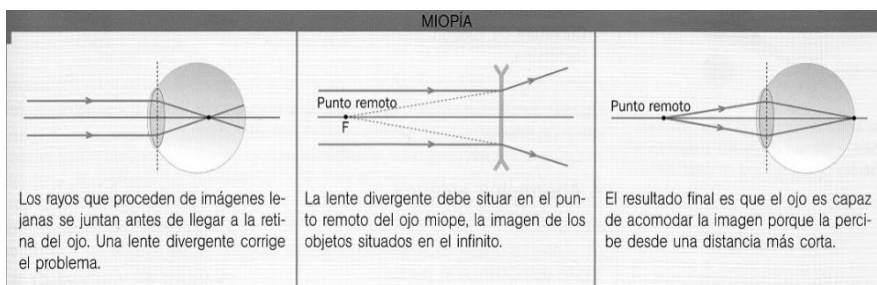 MIOPÍA
Punto remoto
F
Punto remoto
Los rayos que proceden de imágenes le-
janas se juntan antes de llegar a la reti-
na del ojo. Una lente divergente corrige
el problema.
La lente divergente debe situar en el pun-
to remoto del ojo miope, la imagen de los
objetos situados en el infinito.
El resultado final es que el ojo es capaz
de acomodar la imagen porque la perci-
be desde una distancia más corta.